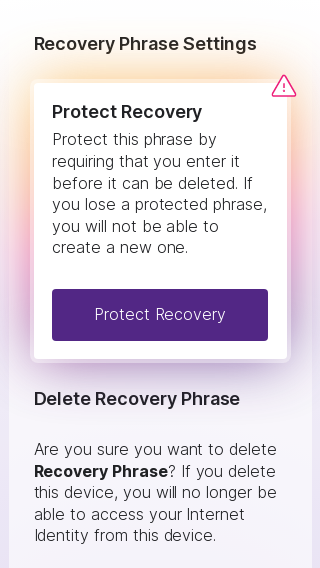 Recovery Phrase Settings
Protect Recovery
Protect this phrase by
requiring that you enter it
before it can be deleted. If
you lose a protected phrase,
you will not be able to
create a new one.
Protect Recovery
Delete Recovery Phrase
Are you sure you want to delete
Recovery Phrase? If you delete
this device, you will no longer be
able to access your Internet
Identity from this device.